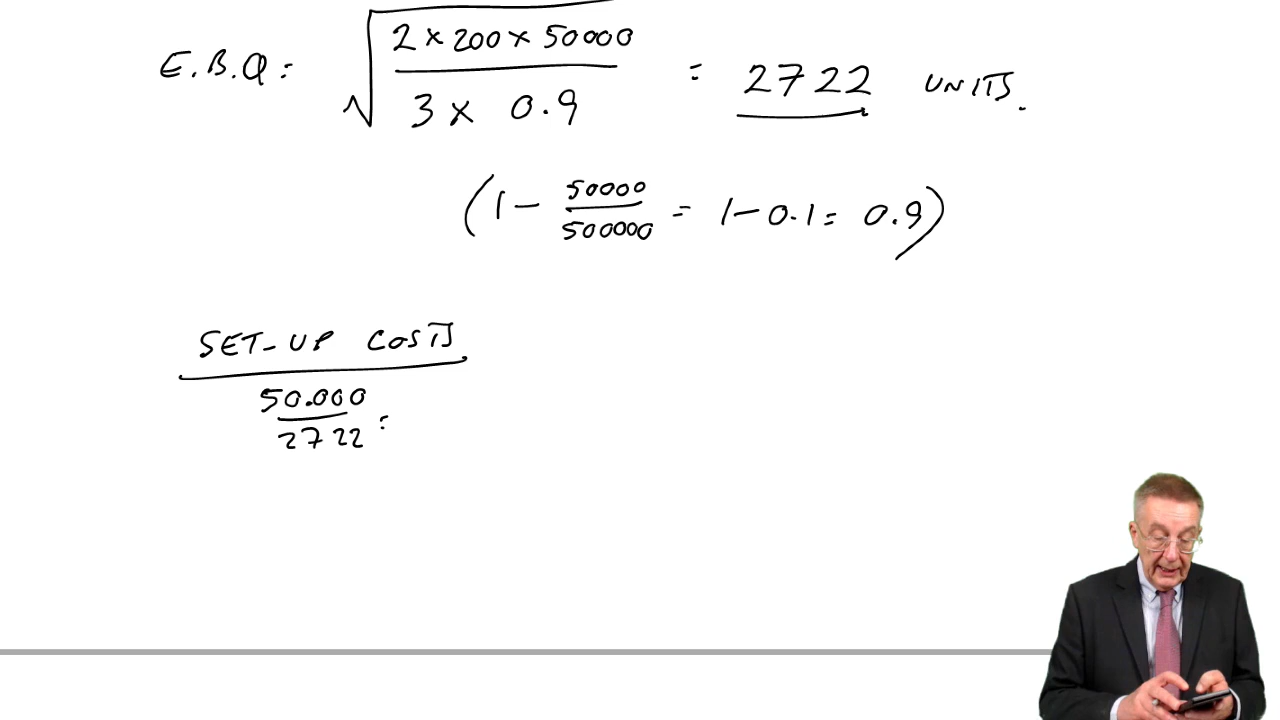 E.B.Q = √ 2 × 200 × 50000 / 3 × 0.9 = 2722 UNITS.
(1 - 50000 / 500000 = 1 - 0.1 = 0.9)
SET-UP COSTS
50.000 / 2722 =